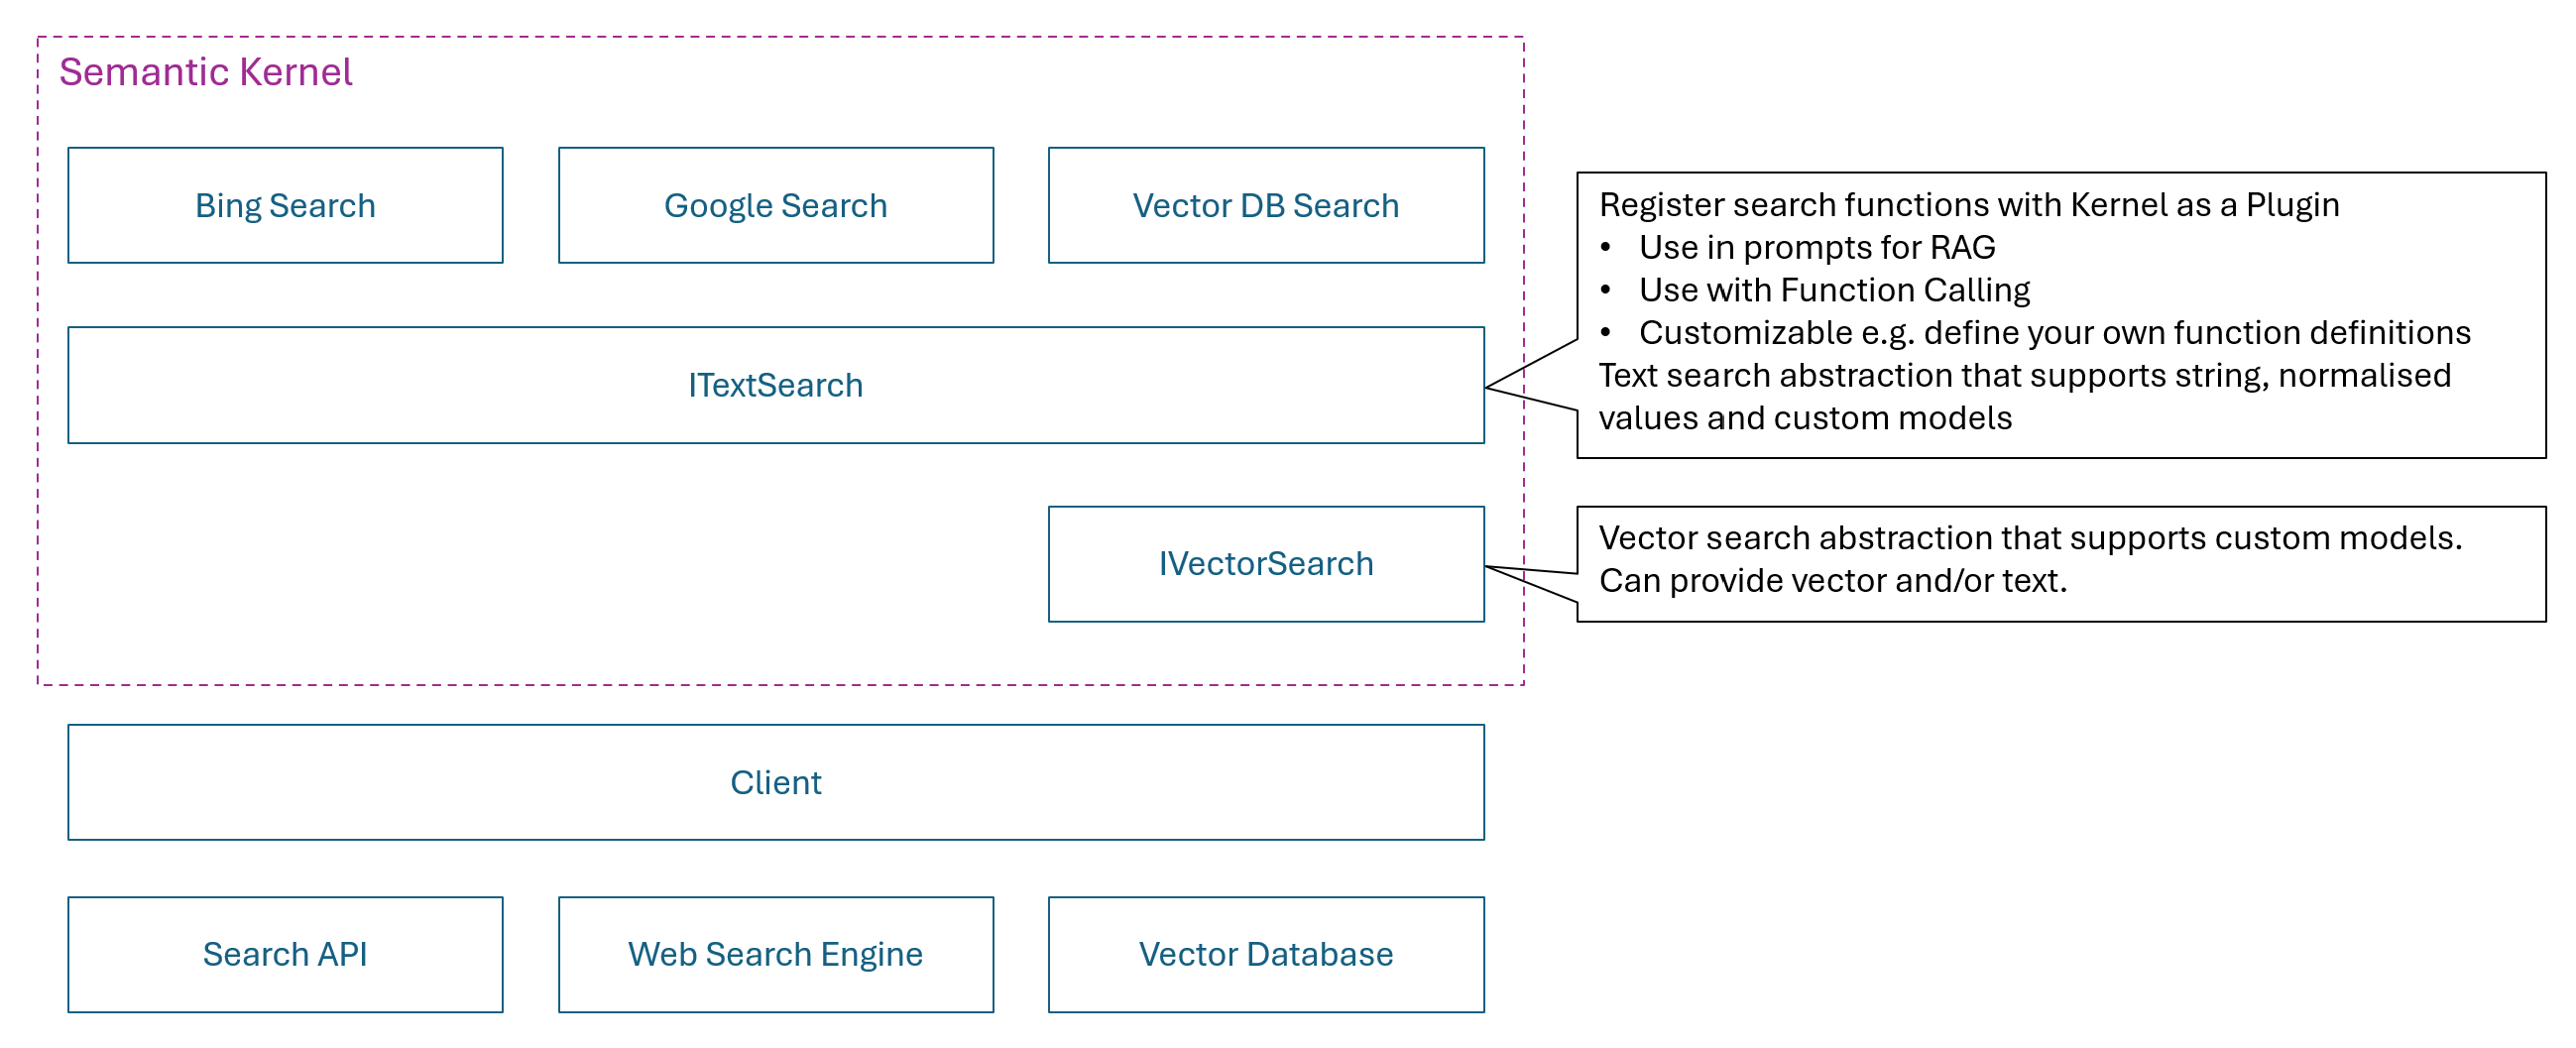 Semantic Kernel
Bing Search
Google Search
Vector DB Search
ITextSearch
IVectorSearch
Register search functions with Kernel as a Plugin
• Use in prompts for RAG
• Use with Function Calling
• Customizable e.g. define your own function definitions
Text search abstraction that supports string, normalised
values and custom models
Vector search abstraction that supports custom models.
Can provide vector and/or text.
Client
Search API
Web Search Engine
Vector Database